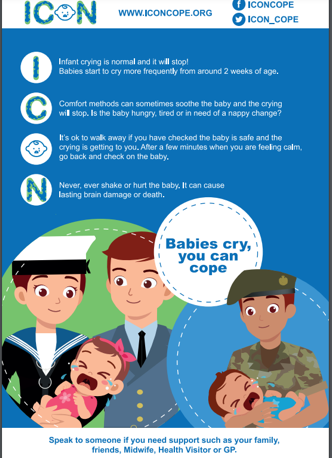 ICON
WWW.ICONCOPE.ORG
ICONCOPE
ICON_COPE
I
Infant crying is normal and it will stop!
Babies start to cry more frequently from around 2 weeks of age.
C
Comfort methods can sometimes soothe the baby and the crying
will stop. Is the baby hungry, tired or in need of a nappy change?
It's ok to walk away if you have checked the baby is safe and the
crying is getting to you. After a few minutes when you are feeling calm,
go back and check on the baby.
N
Never, ever shake or hurt the baby. It can cause
lasting brain damage or death.
Babies cry,
you can
cope
Speak to someone if you need support such as your family,
friends, Midwife, Health Visitor or GP.